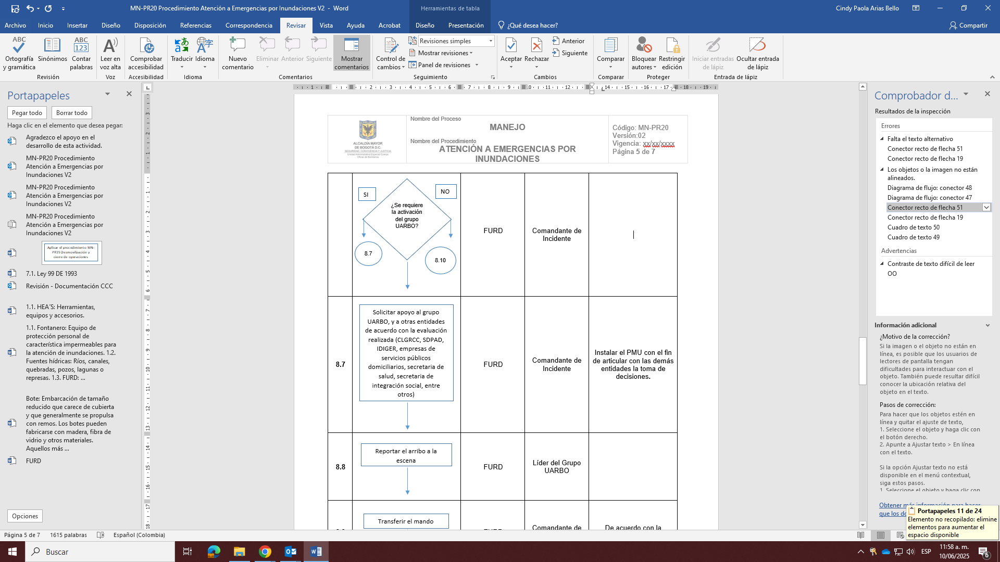 MN-PR20 Procedimiento Atención a Emergencias por Inundaciones V2 - Word
Herramientas de tabla
Cindy Paola Arias Bello
Archivo Inicio Insertar Diseño Disposición Referencias Correspondencia Revisar Vista Ayuda Acrobat Diseño Presentación ¿Qué desea hacer? Compartir
Ortografía y gramática
Sinónimos
Contar palabras
Revisión
Leer en voz alta
Voz
Comprobar accesibilidad
Accesibilidad
Traducir
Idioma
Idioma
Nuevo comentario
Eliminar
Anterior
Siguiente
Mostrar comentarios
Comentarios
Control de cambios
Revisiones simples
Mostrar revisiones
Panel de revisiones
Seguimiento
Aceptar
Rechazar
Anterior
Siguiente
Cambios
Comparar
Comparar
Bloquear autores
Restringir edición
Proteger
Iniciar entradas de lápiz
Ocultar entrada de lápiz
Entrada de lápiz
Portapapeles
Pegar todo
Borrar todo
Haga clic en el elemento que desea pegar:
Agradezco el apoyo en el
desarrollo de esta actividad.
MN-PR20 Procedimiento
Atención a Emergencias por
Inundaciones V2
MN-PR20 Procedimiento
Atención a Emergencias por
Inundaciones V2
MN-PR20 Procedimiento
Atención a Emergencias por
Inundaciones V2
Aplicar el procedimiento MN-
PR19 Desmovilización y
cierre de operaciones
7.1. Ley 99 DE 1993
Revisión - Documentación CCC
1.1. HEA´S: Herramientas,
equipos y accesorios.
1.1. Fontanero: Equipo de
protección personal de
característica impermeables para
la atención de inundaciones. 1.2.
Fuentes hídricas: Ríos, canales,
quebradas, pozos, lagunas o
represas. 1.3. FURD: ...
Bote: Embarcación de tamaño
reducido que carece de cubierta
y que generalmente se propulsa
con remos. Los botes pueden
fabricarse con madera, fibra de
vidrio y otros materiales.
Aquellos más ...
FURD
Opciones
ALCALDÍA MAYOR
DE BOGOTÁ D.C.
SEGURIDAD, CONVIVENCIA Y JUSTICIA
Unidad Administrativa Especial Cuerpo
Oficial de Bomberos
Nombre del Proceso
MANEJO
Nombre del Procedimiento
ATENCIÓN A EMERGENCIAS POR
INUNDACIONES
Código: MN-PR20
Versión:02
Vigencia: xx/xx/xxxx
Página 5 de 7
SI
NO
¿Se requiere
la activación
del grupo
UARBO?
8.7
8.10
FURD
Comandante de
Incidente
8.7
Solicitar apoyo al grupo
UARBO, y a otras entidades
de acuerdo con la evaluación
realizada (CLGRCC, SDPAD,
IDIGER, empresas de
servicios públicos
domiciliarios, secretaria de
salud, secretaria de
integración social, entre
otros)
FURD
Comandante de
Incidente
Instalar el PMU con el fin
de articular con las demás
entidades la toma de
decisiones.
8.8
Reportar el arribo a la
escena
FURD
Líder del Grupo
UARBO
Transferir el mando
Comandante de
De acuerdo con la
Comprobador d...
Resultados de la inspección
Errores
Falta el texto alternativo
Conector recto de flecha 51
Conector recto de flecha 19
Los objetos o la imagen no están
alineados.
Diagrama de flujo: conector 48
Diagrama de flujo: conector 47
Conector recto de flecha 51
Conector recto de flecha 19
Cuadro de texto 50
Cuadro de texto 49
Advertencias
Contraste de texto difícil de leer
OO
Información adicional
¿Motivo de la corrección?
Si la imagen o el objeto no están en
línea, es posible que los usuarios de
lectores de pantalla tengan
dificultades para interactuar con el
objeto. También puede resultar difícil
conocer la ubicación relativa del
objeto en el texto.
Pasos de corrección:
Para hacer que los objetos estén en
línea y quitar el ajuste de texto,
1. Seleccione el objeto y haga clic con
el botón derecho.
2. Apunte a Ajustar texto > En línea
con el texto.
Si la opción Ajustar texto no está
disponible en el menú contextual,
siga estos pasos.
1. Seleccione el objeto y haga clic con
Obtener más información para hacer
que los
Portapapeles 11 de 24
Elemento no recopilado: elimine
elementos para aumentar el
espacio disponible
Página 5 de 7 1615 palabras Español (Colombia)
Buscar
ESP
11:58 a. m.
10/06/2025
6